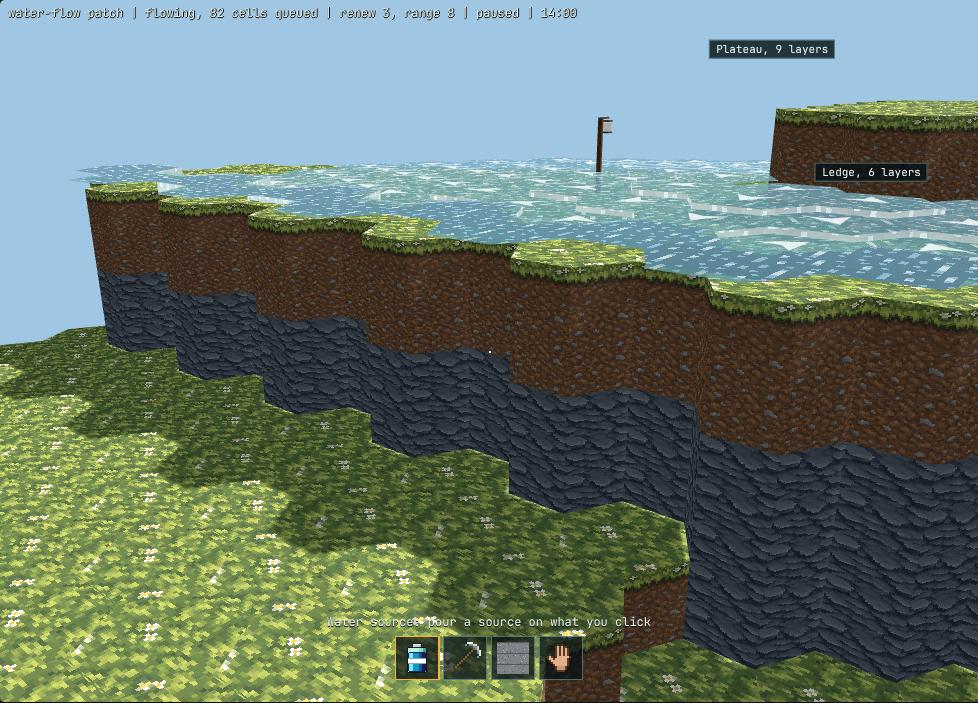 water-flow patch | flowing, 82 cells queued | renew 3, range 8 | paused | 14:00
Plateau, 9 layers
Ledge, 6 layers
Water source: pour a source on what you click